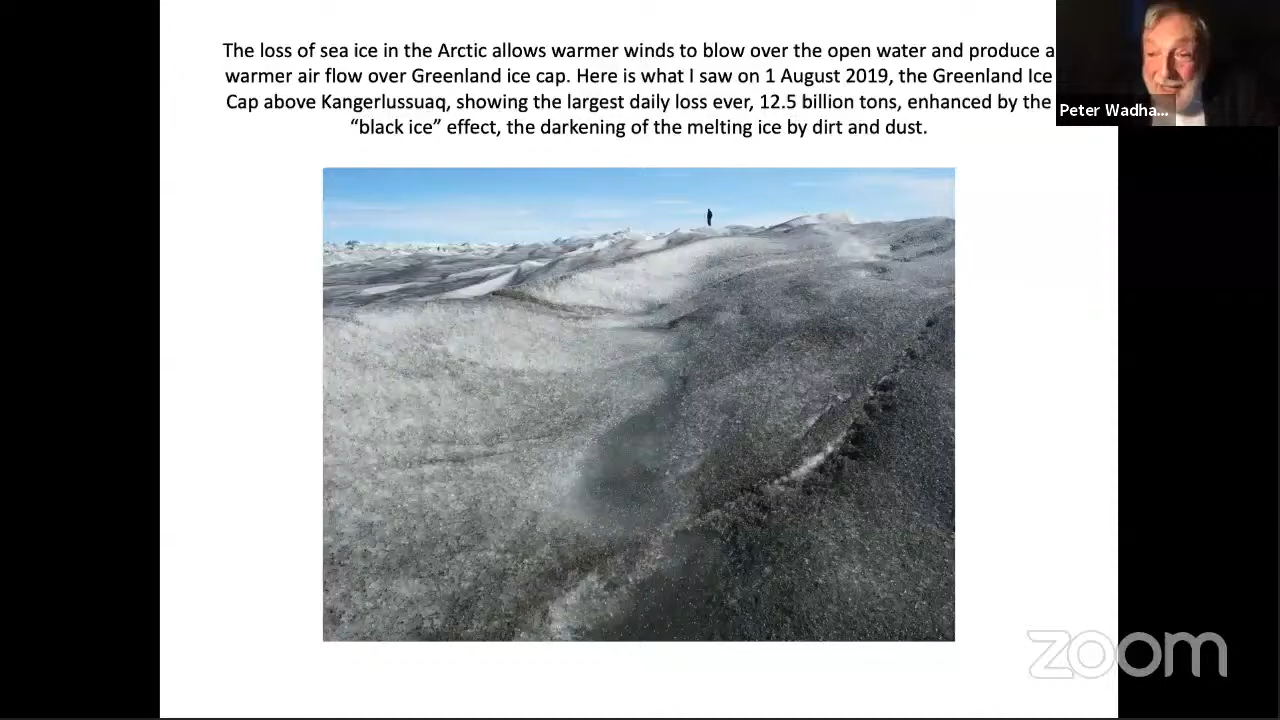 The loss of sea ice in the Arctic allows warmer winds to blow over the open water and produce a
warmer air flow over Greenland ice cap. Here is what I saw on 1 August 2019, the Greenland Ice
Cap above Kangerlussuaq, showing the largest daily loss ever, 12.5 billion tons, enhanced by the
“black ice” effect, the darkening of the melting ice by dirt and dust.
Peter Wadha...
zoom